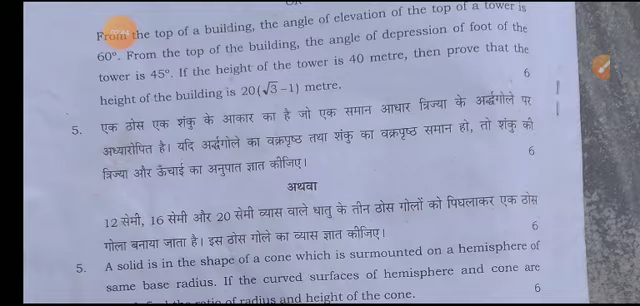 From the top of a building, the angle of elevation of the top of a tower is
60°. From the top of the building, the angle of depression of foot of the
tower is 45°. If the height of the tower is 40 metre, then prove that the
height of the building is 20(√3 –1) metre.
6
5. एक ठोस एक शंकु के आकार का है जो एक समान आधार त्रिज्या के अर्द्धगोले पर
अध्यारोपित है। यदि अर्द्धगोले का वक्रपृष्ठ तथा शंकु का वक्रपृष्ठ समान हो, तो शंकु की
त्रिज्या और ऊँचाई का अनुपात ज्ञात कीजिए।
6
अथवा
12 सेमी, 16 सेमी और 20 सेमी व्यास वाले धातु के तीन ठोस गोलों को पिघलाकर एक ठोस
गोला बनाया जाता है। इस ठोस गोले का व्यास ज्ञात कीजिए।
6
5. A solid is in the shape of a cone which is surmounted on a hemisphere of
same base radius. If the curved surfaces of hemisphere and cone are
ratio of radius and height of the cone.
6